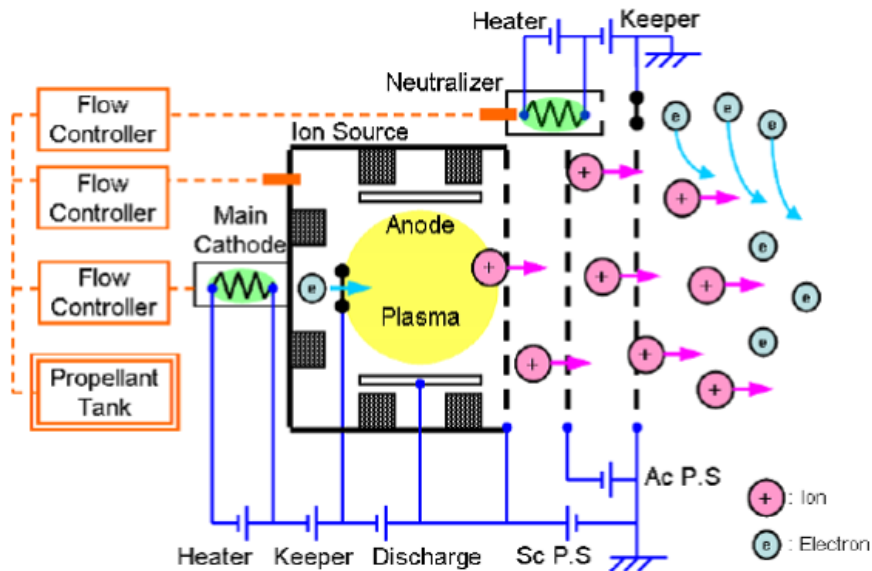 Heater
Keeper
Neutralizer
Flow
Controller
Ion Source
Flow
Controller
Main
Cathode
Flow
Controller
Propellant
Tank
Anode
Plasma
e
e
e
e
e
e
e
+
+
+
+
+
+
+
+
Ac P.S
Heater
Keeper
Discharge
Sc P.S
+ : Ion
e : Electron